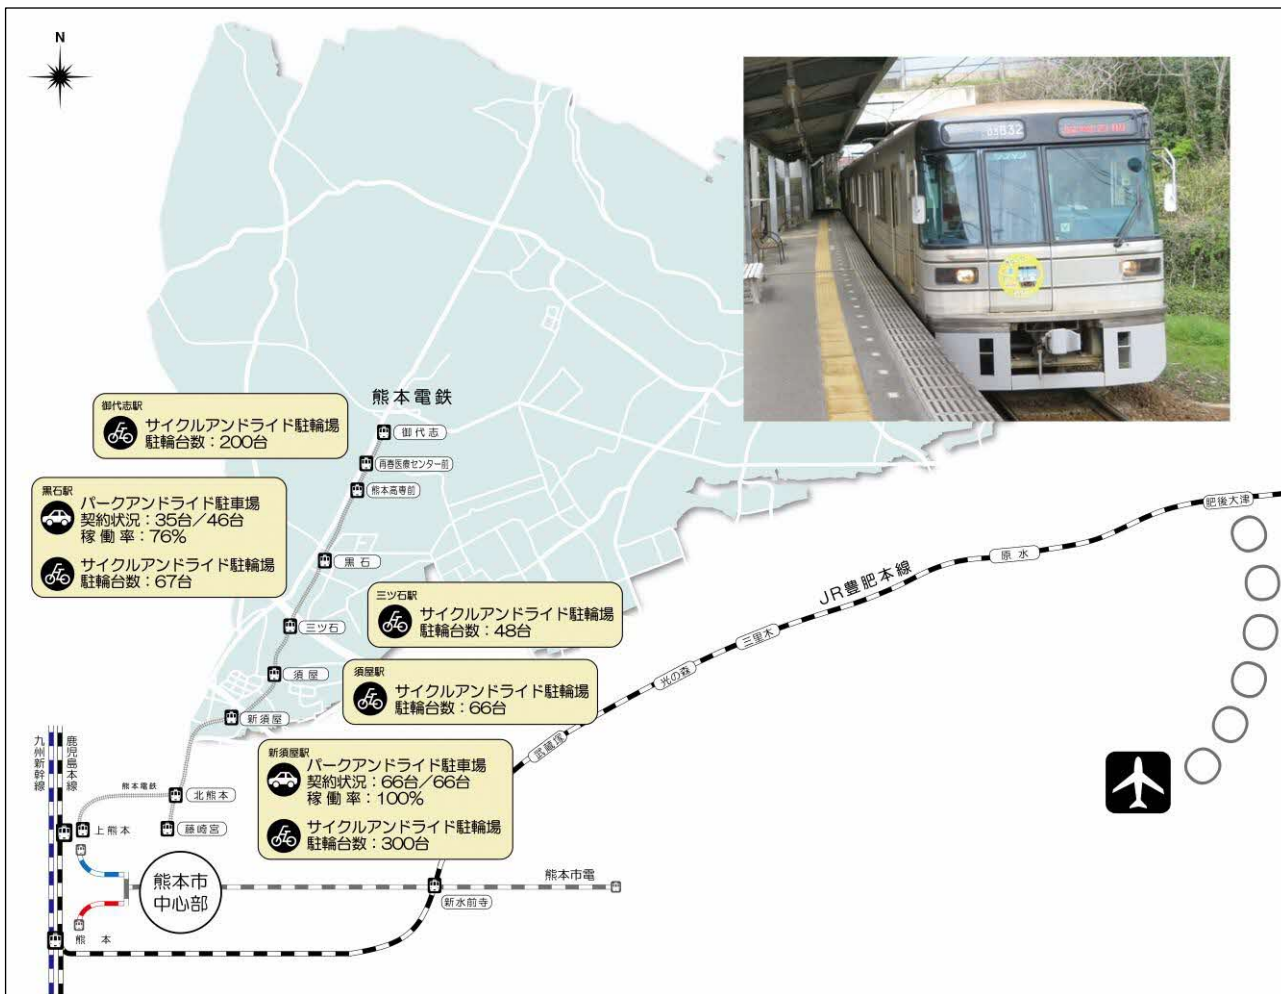 N
03832
熊本電鉄
御代志駅
サイクルアンドライド駐輪場
駐輪台数：200台
御代志
再春医療センター前
熊本高専前
黒石駅
パークアンドライド駐車場
契約状況：35台／46台
稼働率：76%
サイクルアンドライド駐輪場
駐輪台数：67台
黒石
三ツ石駅
サイクルアンドライド駐輪場
駐輪台数：48台
三ツ石
須屋駅
サイクルアンドライド駐輪場
駐輪台数：66台
須屋
新須屋
新須屋駅
パークアンドライド駐車場
契約状況：66台／66台
稼働率：100%
サイクルアンドライド駐輪場
駐輪台数：300台
肥後大津
原水
JR豊肥本線
三里木
光の森
武蔵塚
九州新幹線
鹿児島本線
熊本電鉄
北熊本
上熊本
藤崎宮
熊本市
中心部
熊本市電
新水前寺
熊本